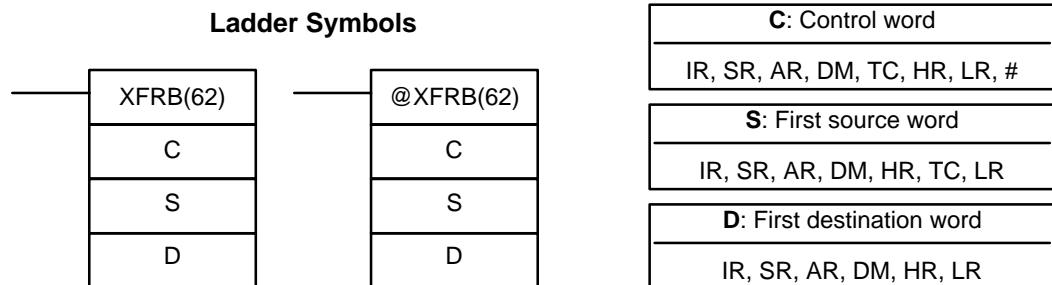 Ladder Symbols
XFRB(62)
C
S
D
@XFRB(62)
C
S
D
C: Control word
IR, SR, AR, DM, TC, HR, LR, #
S: First source word
IR, SR, AR, DM, HR, TC, LR
D: First destination word
IR, SR, AR, DM, HR, LR